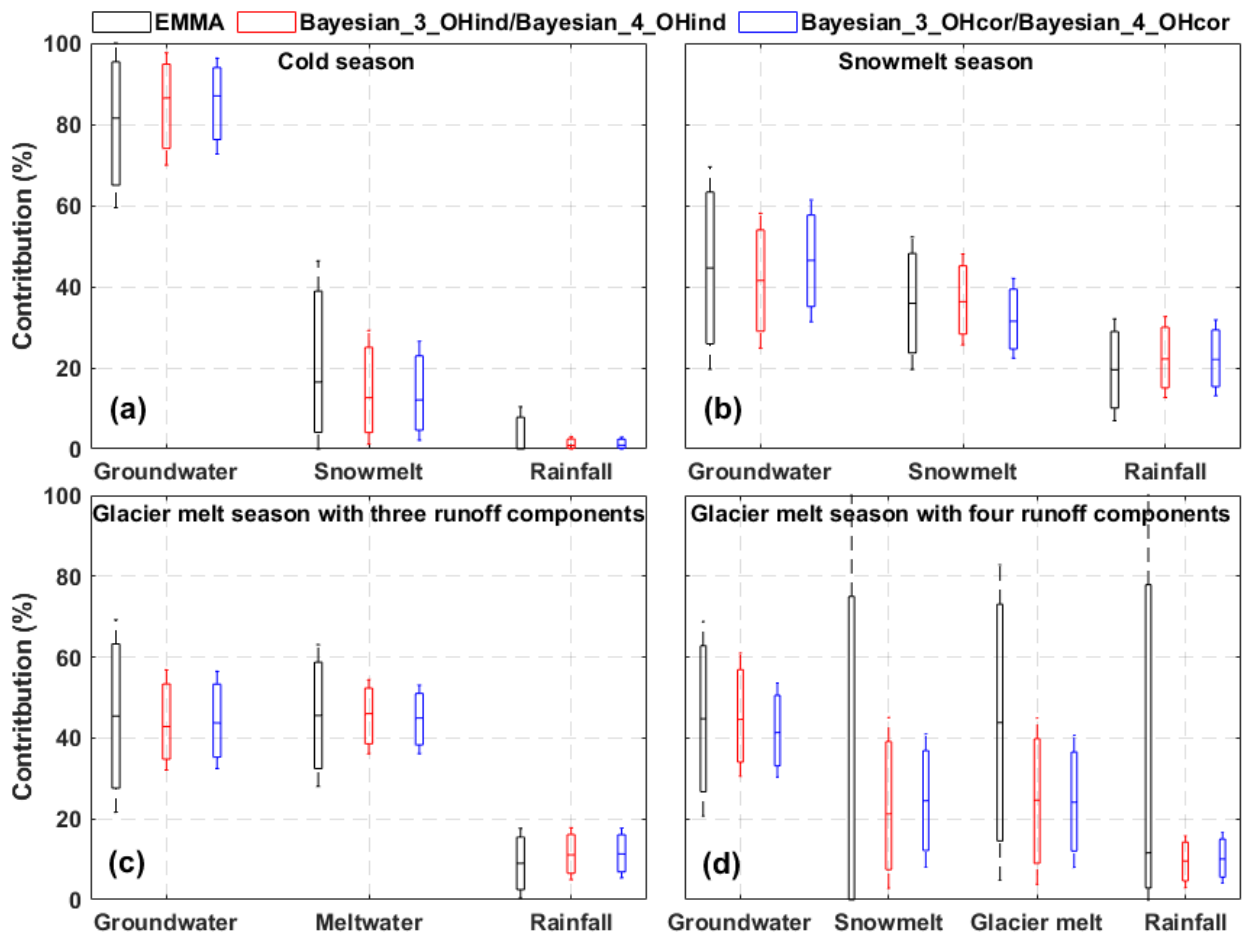 EMMA Bayesian_3_OHind/Bayesian_4_OHind Bayesian_3_OHcor/Bayesian_4_OHcor
100
80
60
40
20
0
Contritbution (%)
Cold season
(a)
Groundwater Snowmelt Rainfall
Snowmelt season
(b)
Groundwater Snowmelt Rainfall
100
80
60
40
20
0
Contritbution (%)
Glacier melt season with three runoff components
(c)
Groundwater Meltwater Rainfall
Glacier melt season with four runoff components
(d)
Groundwater Snowmelt Glacier melt Rainfall